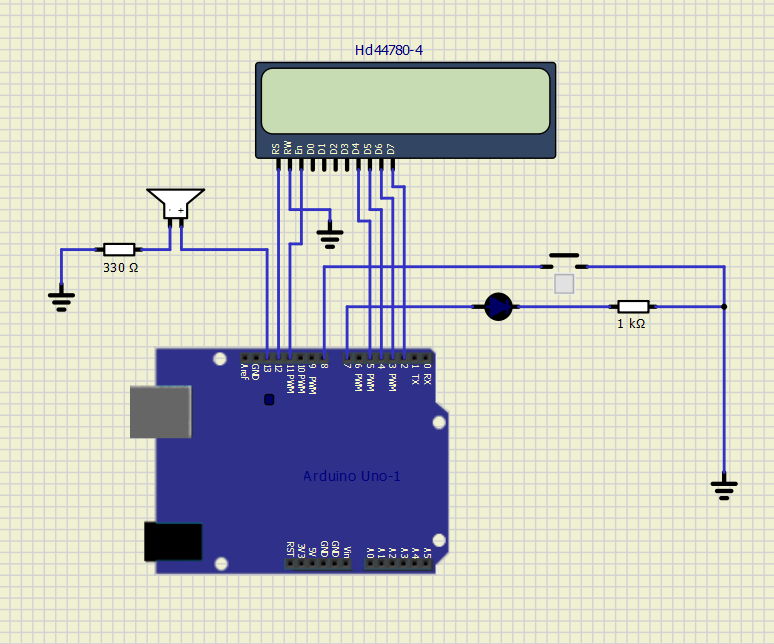 Hd44780-4
RS RW En D0 D1 D2 D3 D4 D5 D6 D7
- +
330 Ω
1 kΩ
Aref GND 13 12 11 PWM 10 PWM 9 PWM 8 7 6 PWM 5 PWM 4 3 PWM 2 1 TX 0 RX
Arduino Uno-1
RST 3V3 5V GND GND Vin A0 A1 A2 A3 A4 A5